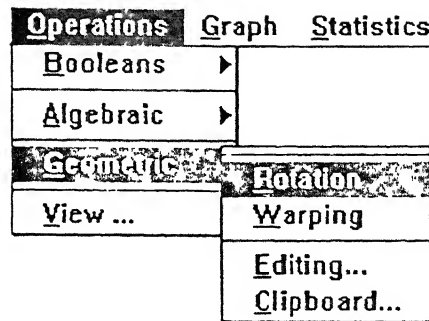 Operations Graph Statistics
Booleans
Algebraic
Geometric
Rotation
View ...
Warping
Editing...
Clipboard...